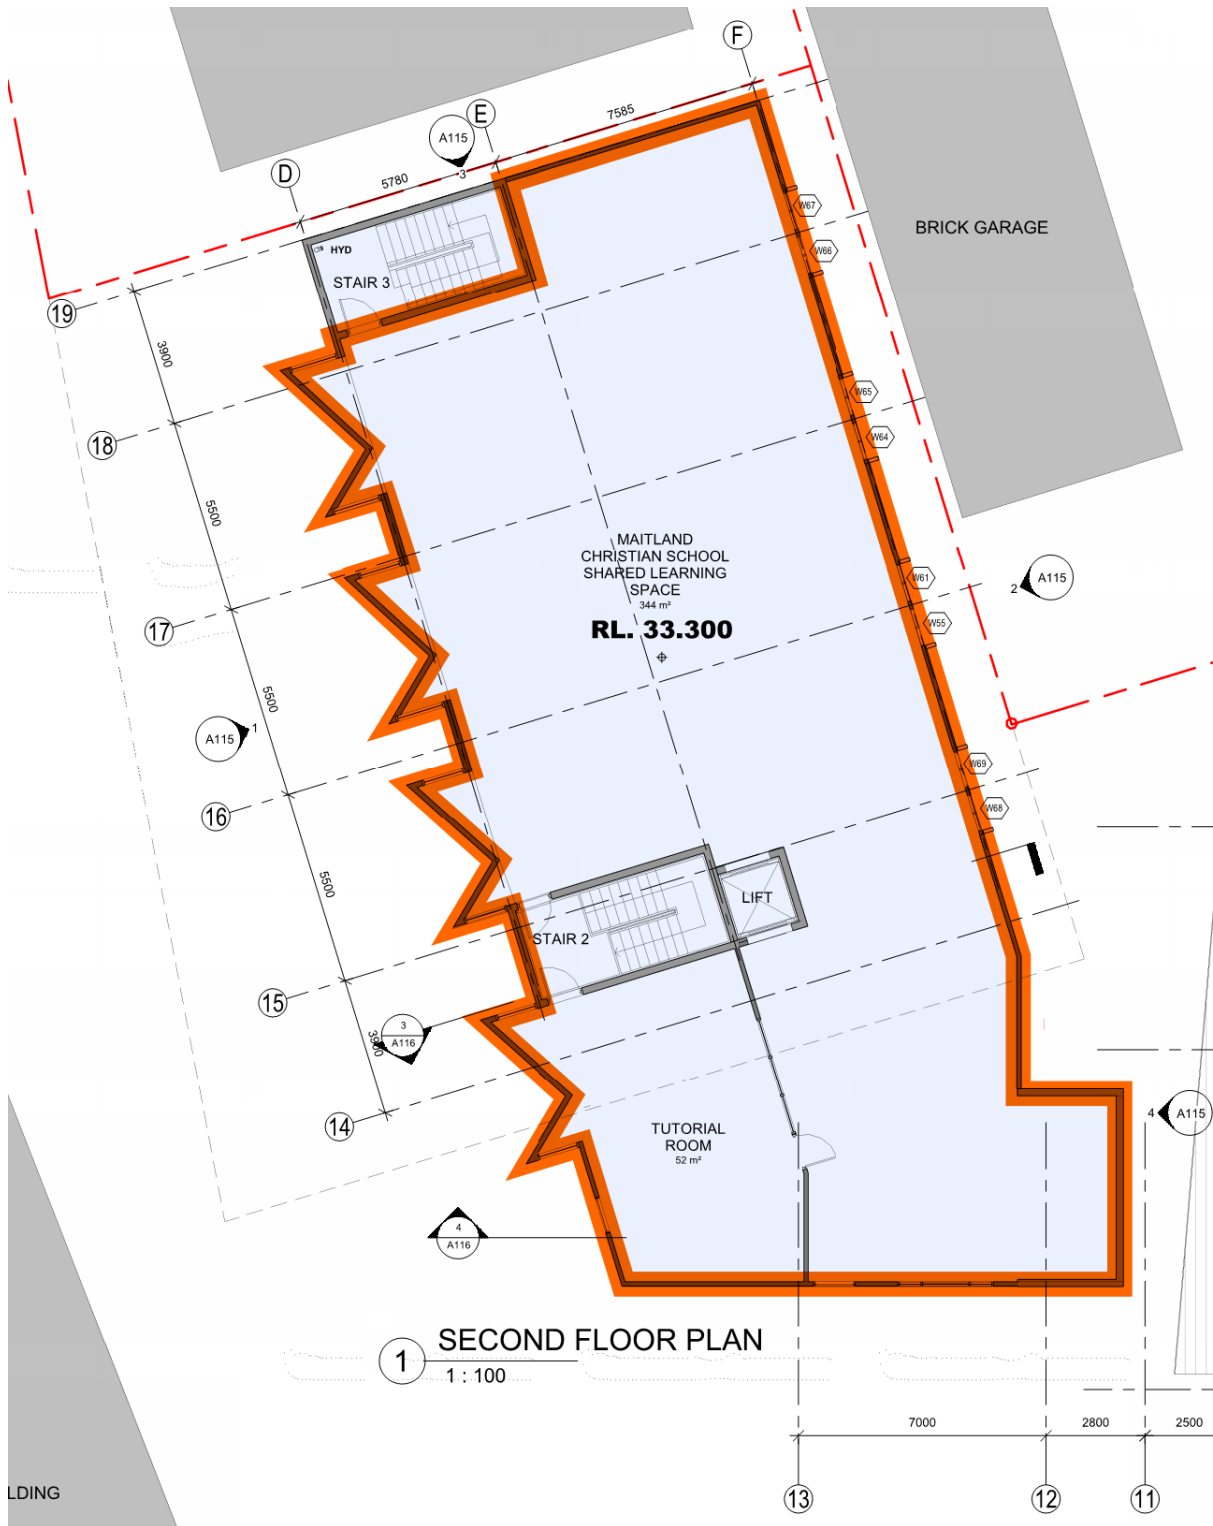 F
7585
E
A115
3
5780
D
HYD
STAIR 3
W67
W66
BRICK GARAGE
19
3900
18
W65
W64
5500
MAITLAND
CHRISTIAN SCHOOL
SHARED LEARNING
SPACE
344 m²
RL. 33.300
W61
W55
2
A115
17
5500
A115
1
W69
W68
16
5500
LIFT
STAIR 2
15
3
A116
3900
14
TUTORIAL
ROOM
52 m²
4
A115
4
A116
1
SECOND FLOOR PLAN
1 : 100
7000
2800
2500
LDING
13
12
11